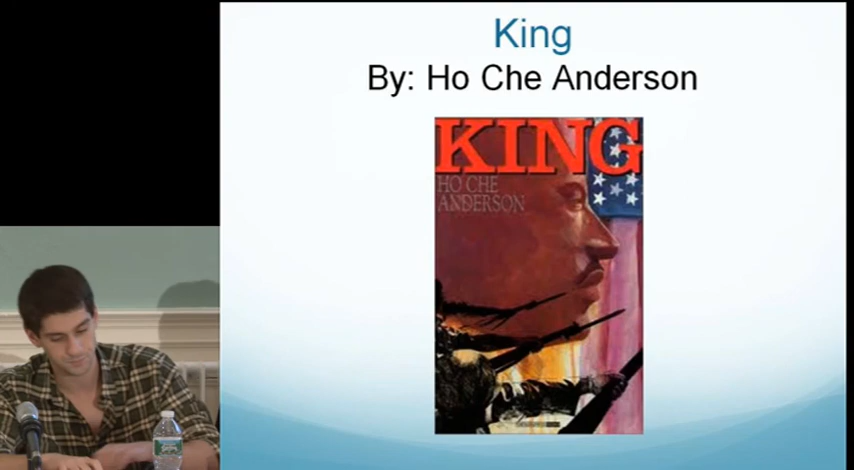 King
By: Ho Che Anderson
KING
HO CHE
ANDERSON